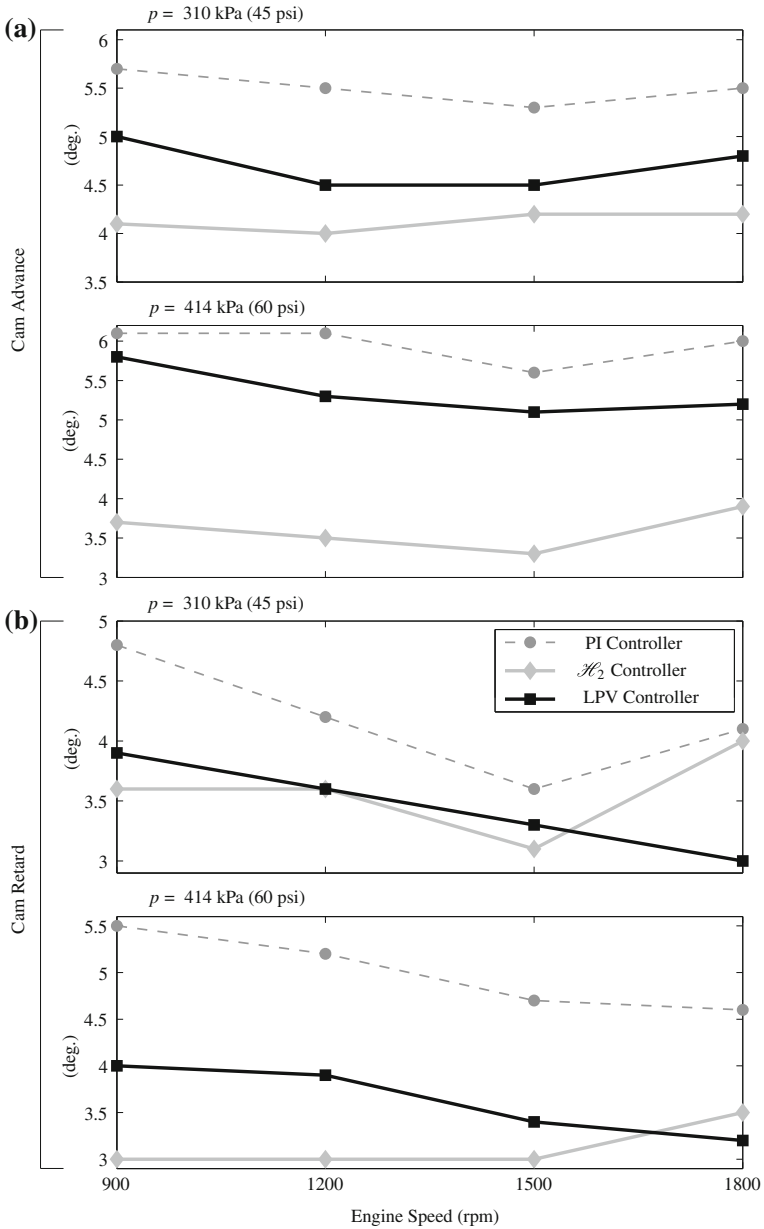 (a)
p = 310 kPa (45 psi)
6
5.5
5
4.5
4
3.5
(deg.)
Cam Advance
p = 414 kPa (60 psi)
6
5.5
5
4.5
4
3.5
3
(deg.)
(b)
p = 310 kPa (45 psi)
5
4.5
4
3.5
3
(deg.)
PI Controller
ℋ₂ Controller
LPV Controller
Cam Retard
p = 414 kPa (60 psi)
5.5
5
4.5
4
3.5
3
(deg.)
900 1200 1500 1800
Engine Speed (rpm)